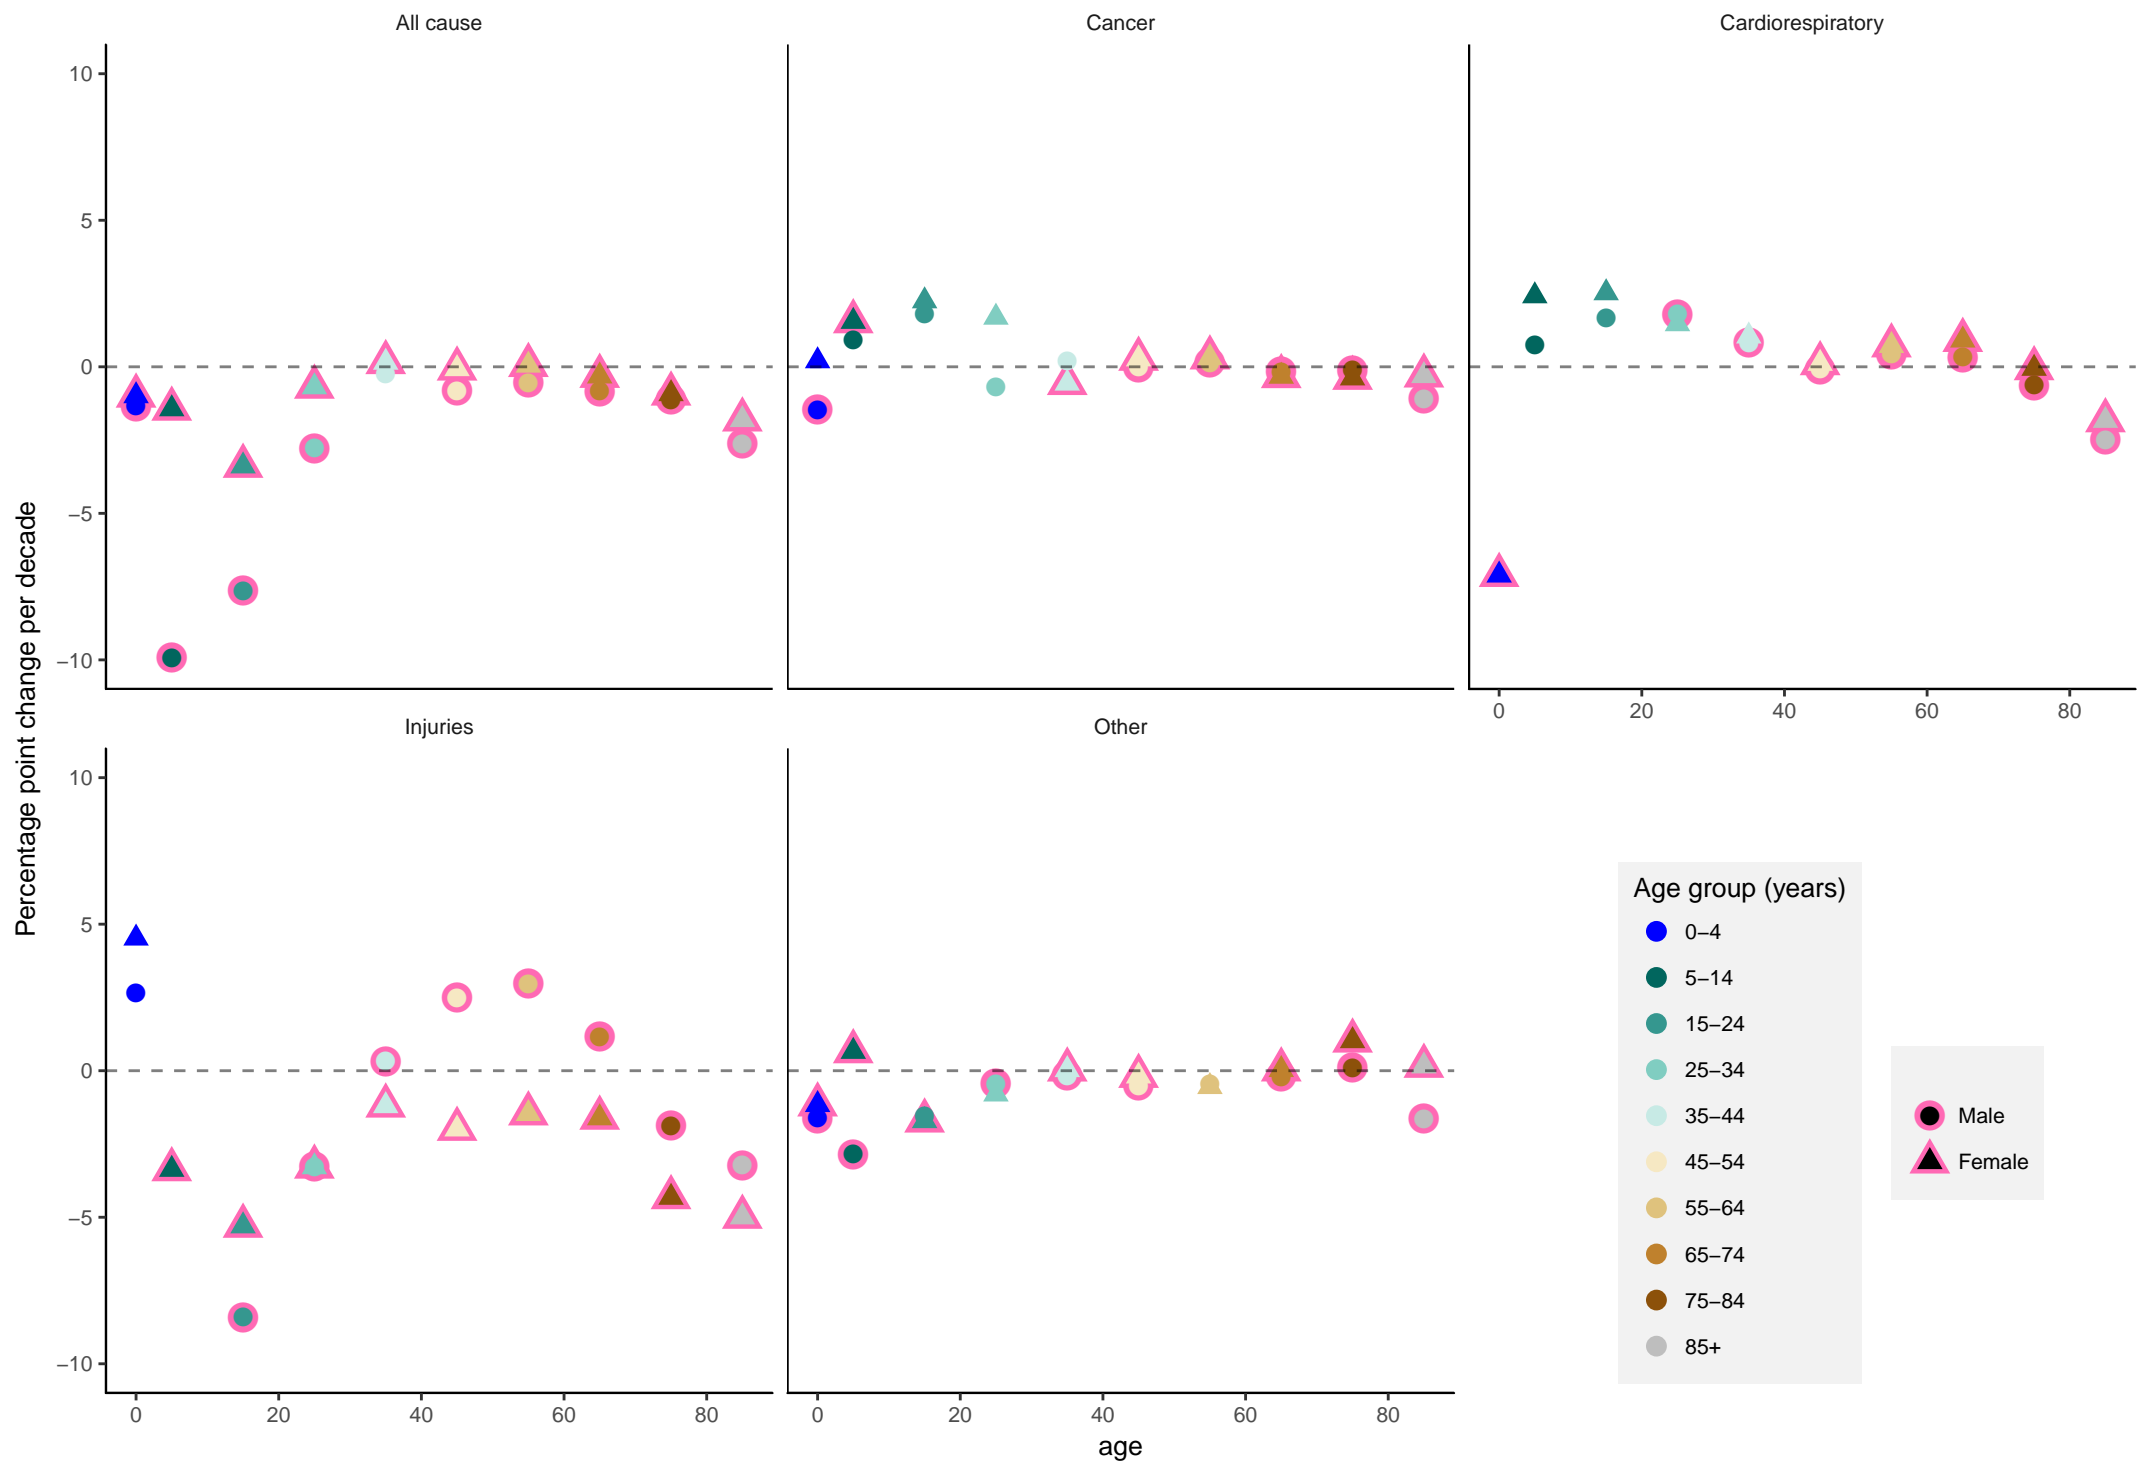 All cause
Cancer
Cardiorespiratory
10
5
0
−5
−10
0 20 40 60 80
Percentage point change per decade
Injuries
Other
10
5
0
−5
−10
0 20 40 60 80
0 20 40 60 80
age
Age group (years)
0−4
5−14
15−24
25−34
35−44
45−54
55−64
65−74
75−84
85+
Male
Female